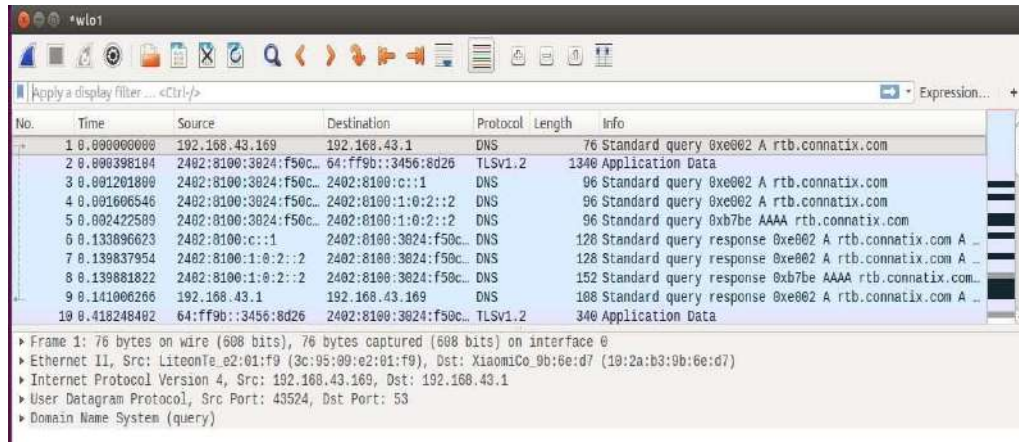 *wlo1
Apply a display filter ... <Ctrl-/> Expression... +
No. Time Source Destination Protocol Length Info
1 0.000000000 192.168.43.169 192.168.43.1 DNS 76 Standard query 0xe002 A rtb.connatix.com
2 0.000398104 2402:8100:3024:f50c… 64:ff9b::3456:8d26 TLSv1.2 1340 Application Data
3 0.001201800 2402:8100:3024:f50c… 2402:8100:c::1 DNS 96 Standard query 0xe002 A rtb.connatix.com
4 0.001606546 2402:8100:3024:f50c… 2402:8100:1:0:2::2 DNS 96 Standard query 0xe002 A rtb.connatix.com
5 0.002422589 2402:8100:3024:f50c… 2402:8100:1:0:2::2 DNS 96 Standard query 0xb7be AAAA rtb.connatix.com
6 0.133896623 2402:8100:c::1 2402:8100:3024:f50c… DNS 128 Standard query response 0xe002 A rtb.connatix.com A …
7 0.139837954 2402:8100:1:0:2::2 2402:8100:3024:f50c… DNS 128 Standard query response 0xe002 A rtb.connatix.com A …
8 0.139881822 2402:8100:1:0:2::2 2402:8100:3024:f50c… DNS 152 Standard query response 0xb7be AAAA rtb.connatix.com…
9 0.141006266 192.168.43.1 192.168.43.169 DNS 108 Standard query response 0xe002 A rtb.connatix.com A …
10 0.418248402 64:ff9b::3456:8d26 2402:8100:3024:f50c… TLSv1.2 340 Application Data
Frame 1: 76 bytes on wire (608 bits), 76 bytes captured (608 bits) on interface 0
Ethernet II, Src: LiteonTe_e2:01:f9 (3c:95:09:e2:01:f9), Dst: XiaomiCo_9b:6e:d7 (10:2a:b3:9b:6e:d7)
Internet Protocol Version 4, Src: 192.168.43.169, Dst: 192.168.43.1
User Datagram Protocol, Src Port: 43524, Dst Port: 53
Domain Name System (query)